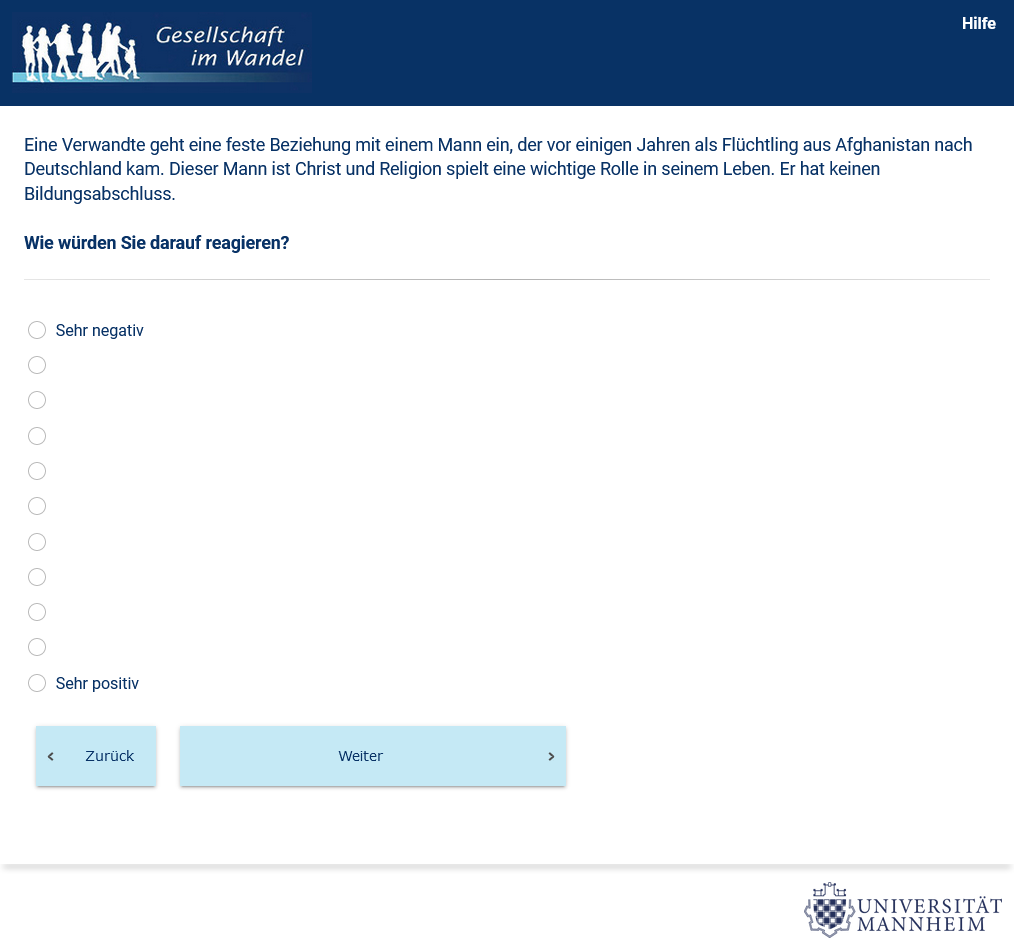 Gesellschaft
im Wandel
Hilfe
Eine Verwandte geht eine feste Beziehung mit einem Mann ein, der vor einigen Jahren als Flüchtling aus Afghanistan nach
Deutschland kam. Dieser Mann ist Christ und Religion spielt eine wichtige Rolle in seinem Leben. Er hat keinen
Bildungsabschluss.
Wie würden Sie darauf reagieren?
Sehr negativ
Sehr positiv
Zurück
Weiter
UNIVERSITÄT
MANNHEIM